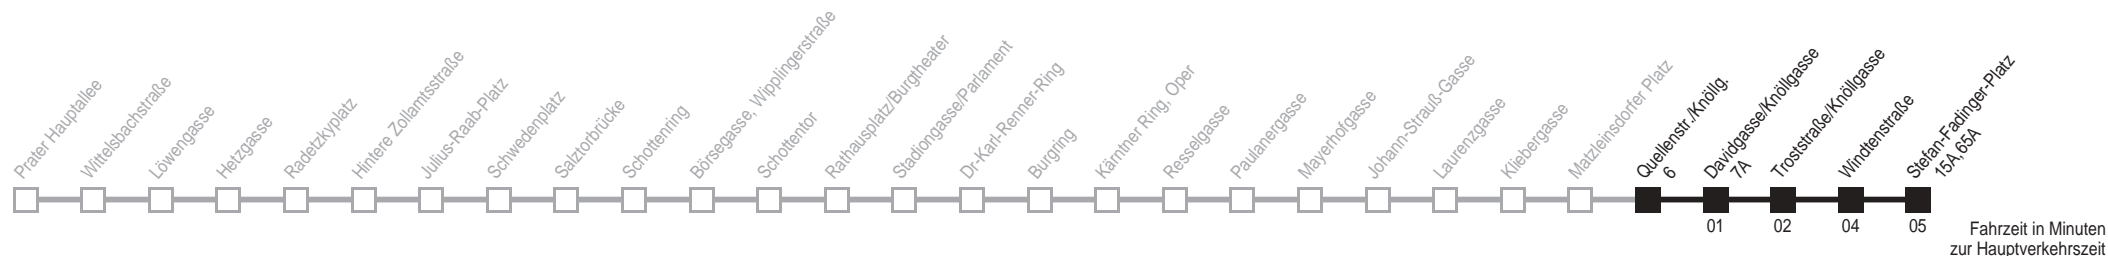 Prater Hauptallee
Wittelsbachstraße
Löwengasse
Hetzgasse
Radetzkyplatz
Hintere Zollamtsstraße
Julius-Raab-Platz
Schwedenplatz
Salztorbrücke
Schottenring
Börsegasse, Wipplingerstraße
Schottentor
Rathausplatz/Burgtheater
Stadiongasse/Parlament
Dr-Karl-Renner-Ring
Burgring
Kärntner Ring, Oper
Resselgasse
Paulanergasse
Mayerhofgasse
Johann-Strauß-Gasse
Laurenzgasse
Kliebergasse
Matzleinsdorfer Platz
Quellenstr./Knöllg.
6
Davidgasse/Knöllgasse
7A
Troststraße/Knöllgasse
Windtenstraße
Stefan-Fadinger-Platz
15A,65A
01
02
04
05
Fahrzeit in Minuten
zur Hauptverkehrszeit